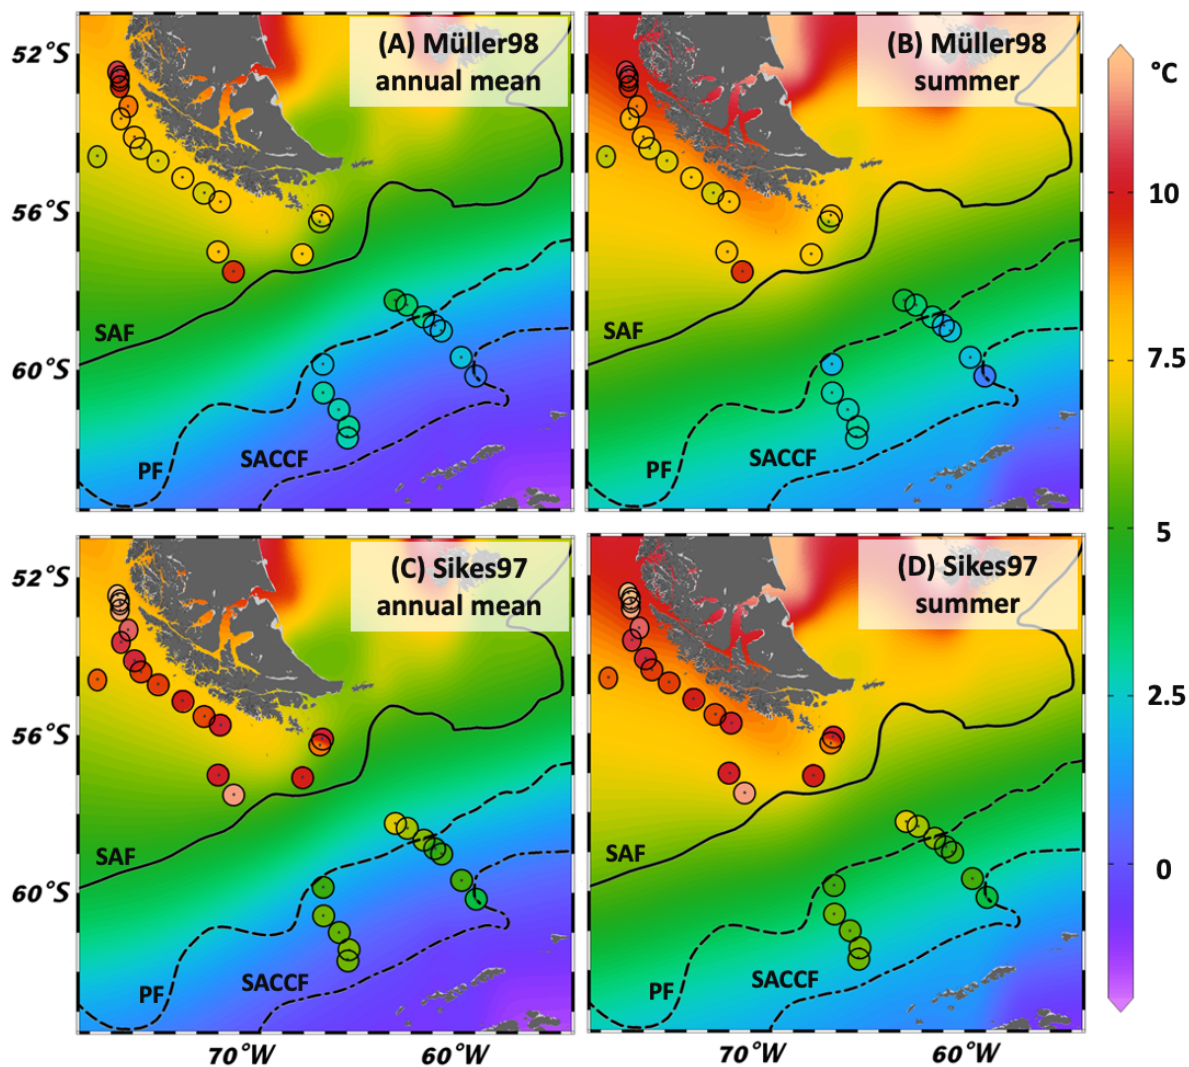 (A) Müller98
annual mean
(B) Müller98
summer
°C
52°S
56°S
60°S
SAF
PF
SACCF
SAF
PF
SACCF
10
7.5
5
2.5
0
(C) Sikes97
annual mean
(D) Sikes97
summer
52°S
56°S
60°S
SAF
PF
SACCF
SAF
PF
SACCF
70°W
60°W
70°W
60°W